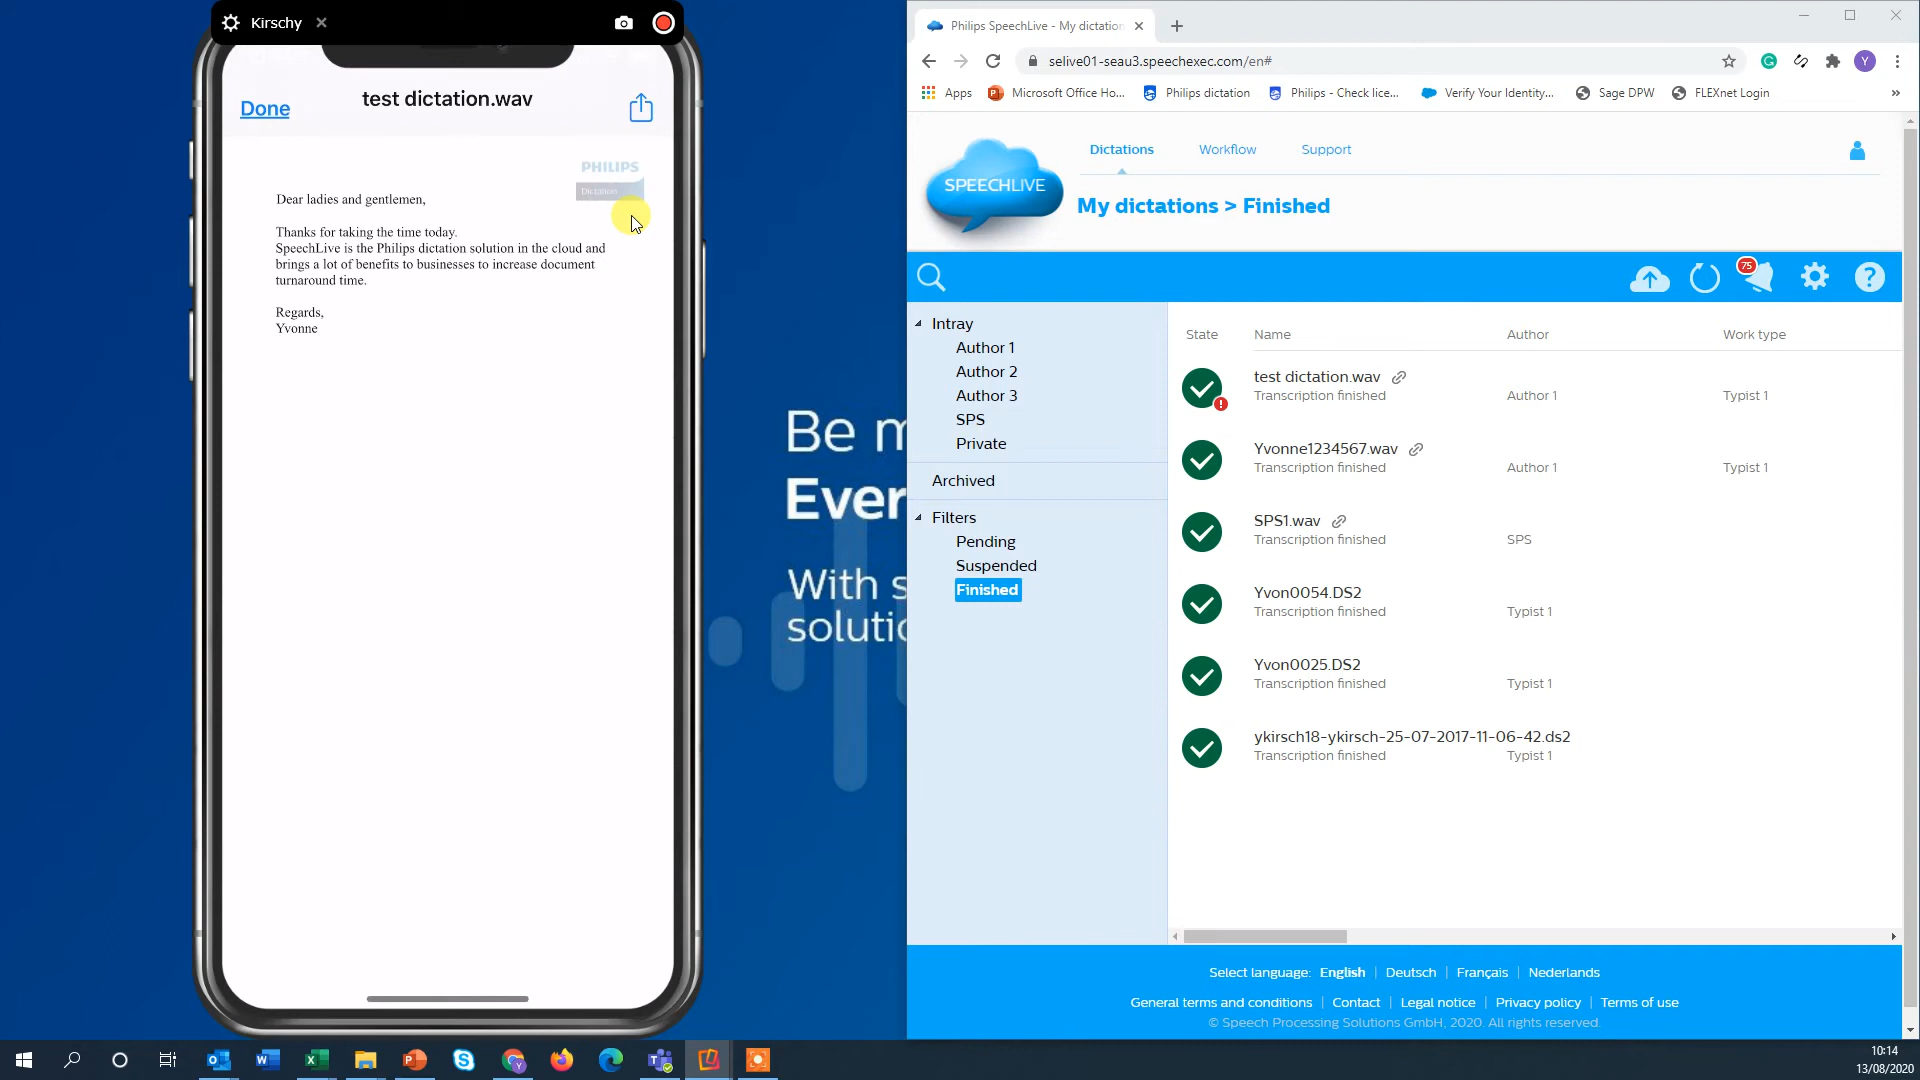 Kirschy
Done
test dictation.wav
PHILIPS
Dictation
Dear ladies and gentlemen,
Thanks for taking the time today.
SpeechLive is the Philips dictation solution in the cloud and
brings a lot of benefits to businesses to increase document
turnaround time.
Regards,
Yvonne
Be m
Ever
With s
solutio
Philips SpeechLive - My dictation
selive01-seau3.speechexec.com/en#
Y
Apps
Microsoft Office Ho...
Philips dictation
Philips - Check lice...
Verify Your Identity,...
Sage DPW
FLEXnet Login
»
SPEECHLIVE
Dictations
Workflow
Support
My dictations > Finished
75
?
Intray
Author 1
Author 2
Author 3
SPS
Private
Archived
Filters
Pending
Suspended
Finished
State Name Author Work type
test dictation.wav
Transcription finished Author 1 Typist 1
Yvonne1234567.wav
Transcription finished Author 1 Typist 1
SPS1.wav
Transcription finished SPS
Yvon0054.DS2
Transcription finished Typist 1
Yvon0025.DS2
Transcription finished Typist 1
ykirsch18-ykirsch-25-07-2017-11-06-42.ds2
Transcription finished Typist 1
Select language: English | Deutsch | Français | Nederlands
General terms and conditions | Contact | Legal notice | Privacy policy | Terms of use
© Speech Processing Solutions GmbH, 2020. All rights reserved.
10:14
13/08/2020